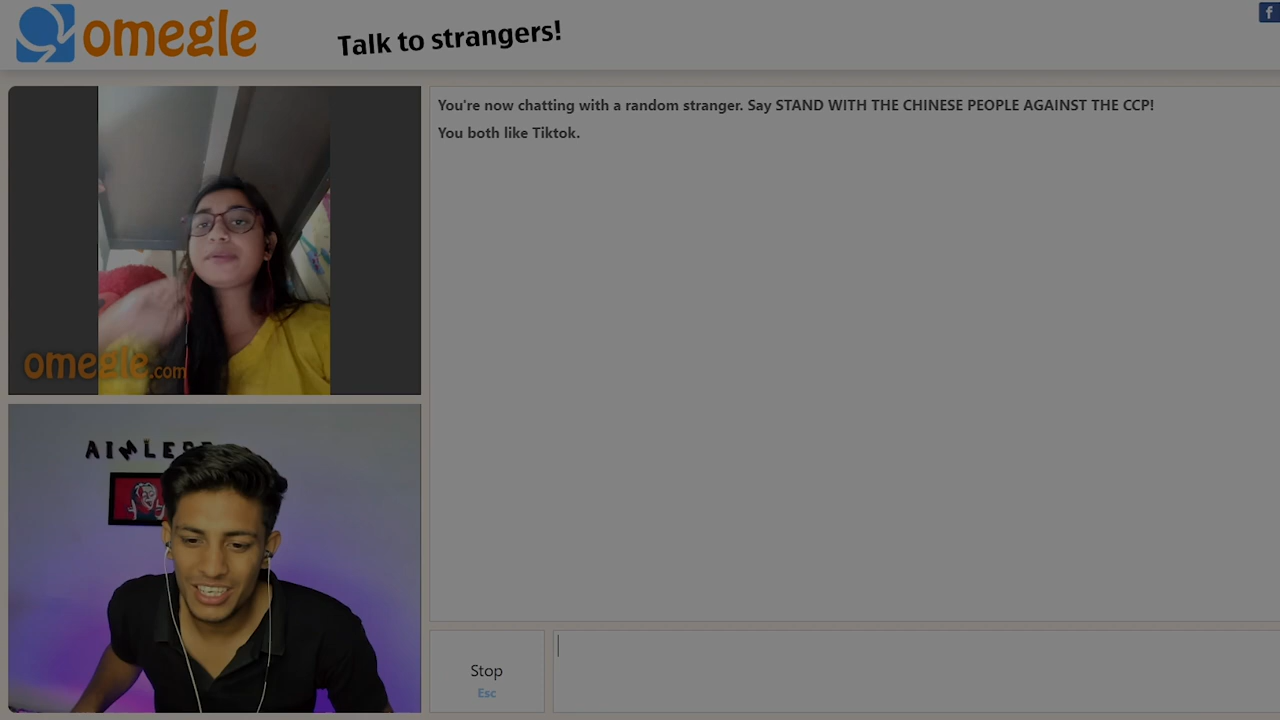 omegle
Talk to strangers!
f
You're now chatting with a random stranger. Say STAND WITH THE CHINESE PEOPLE AGAINST THE CCP!
You both like Tiktok.
omegle.com
AIMLESS
Stop
Esc